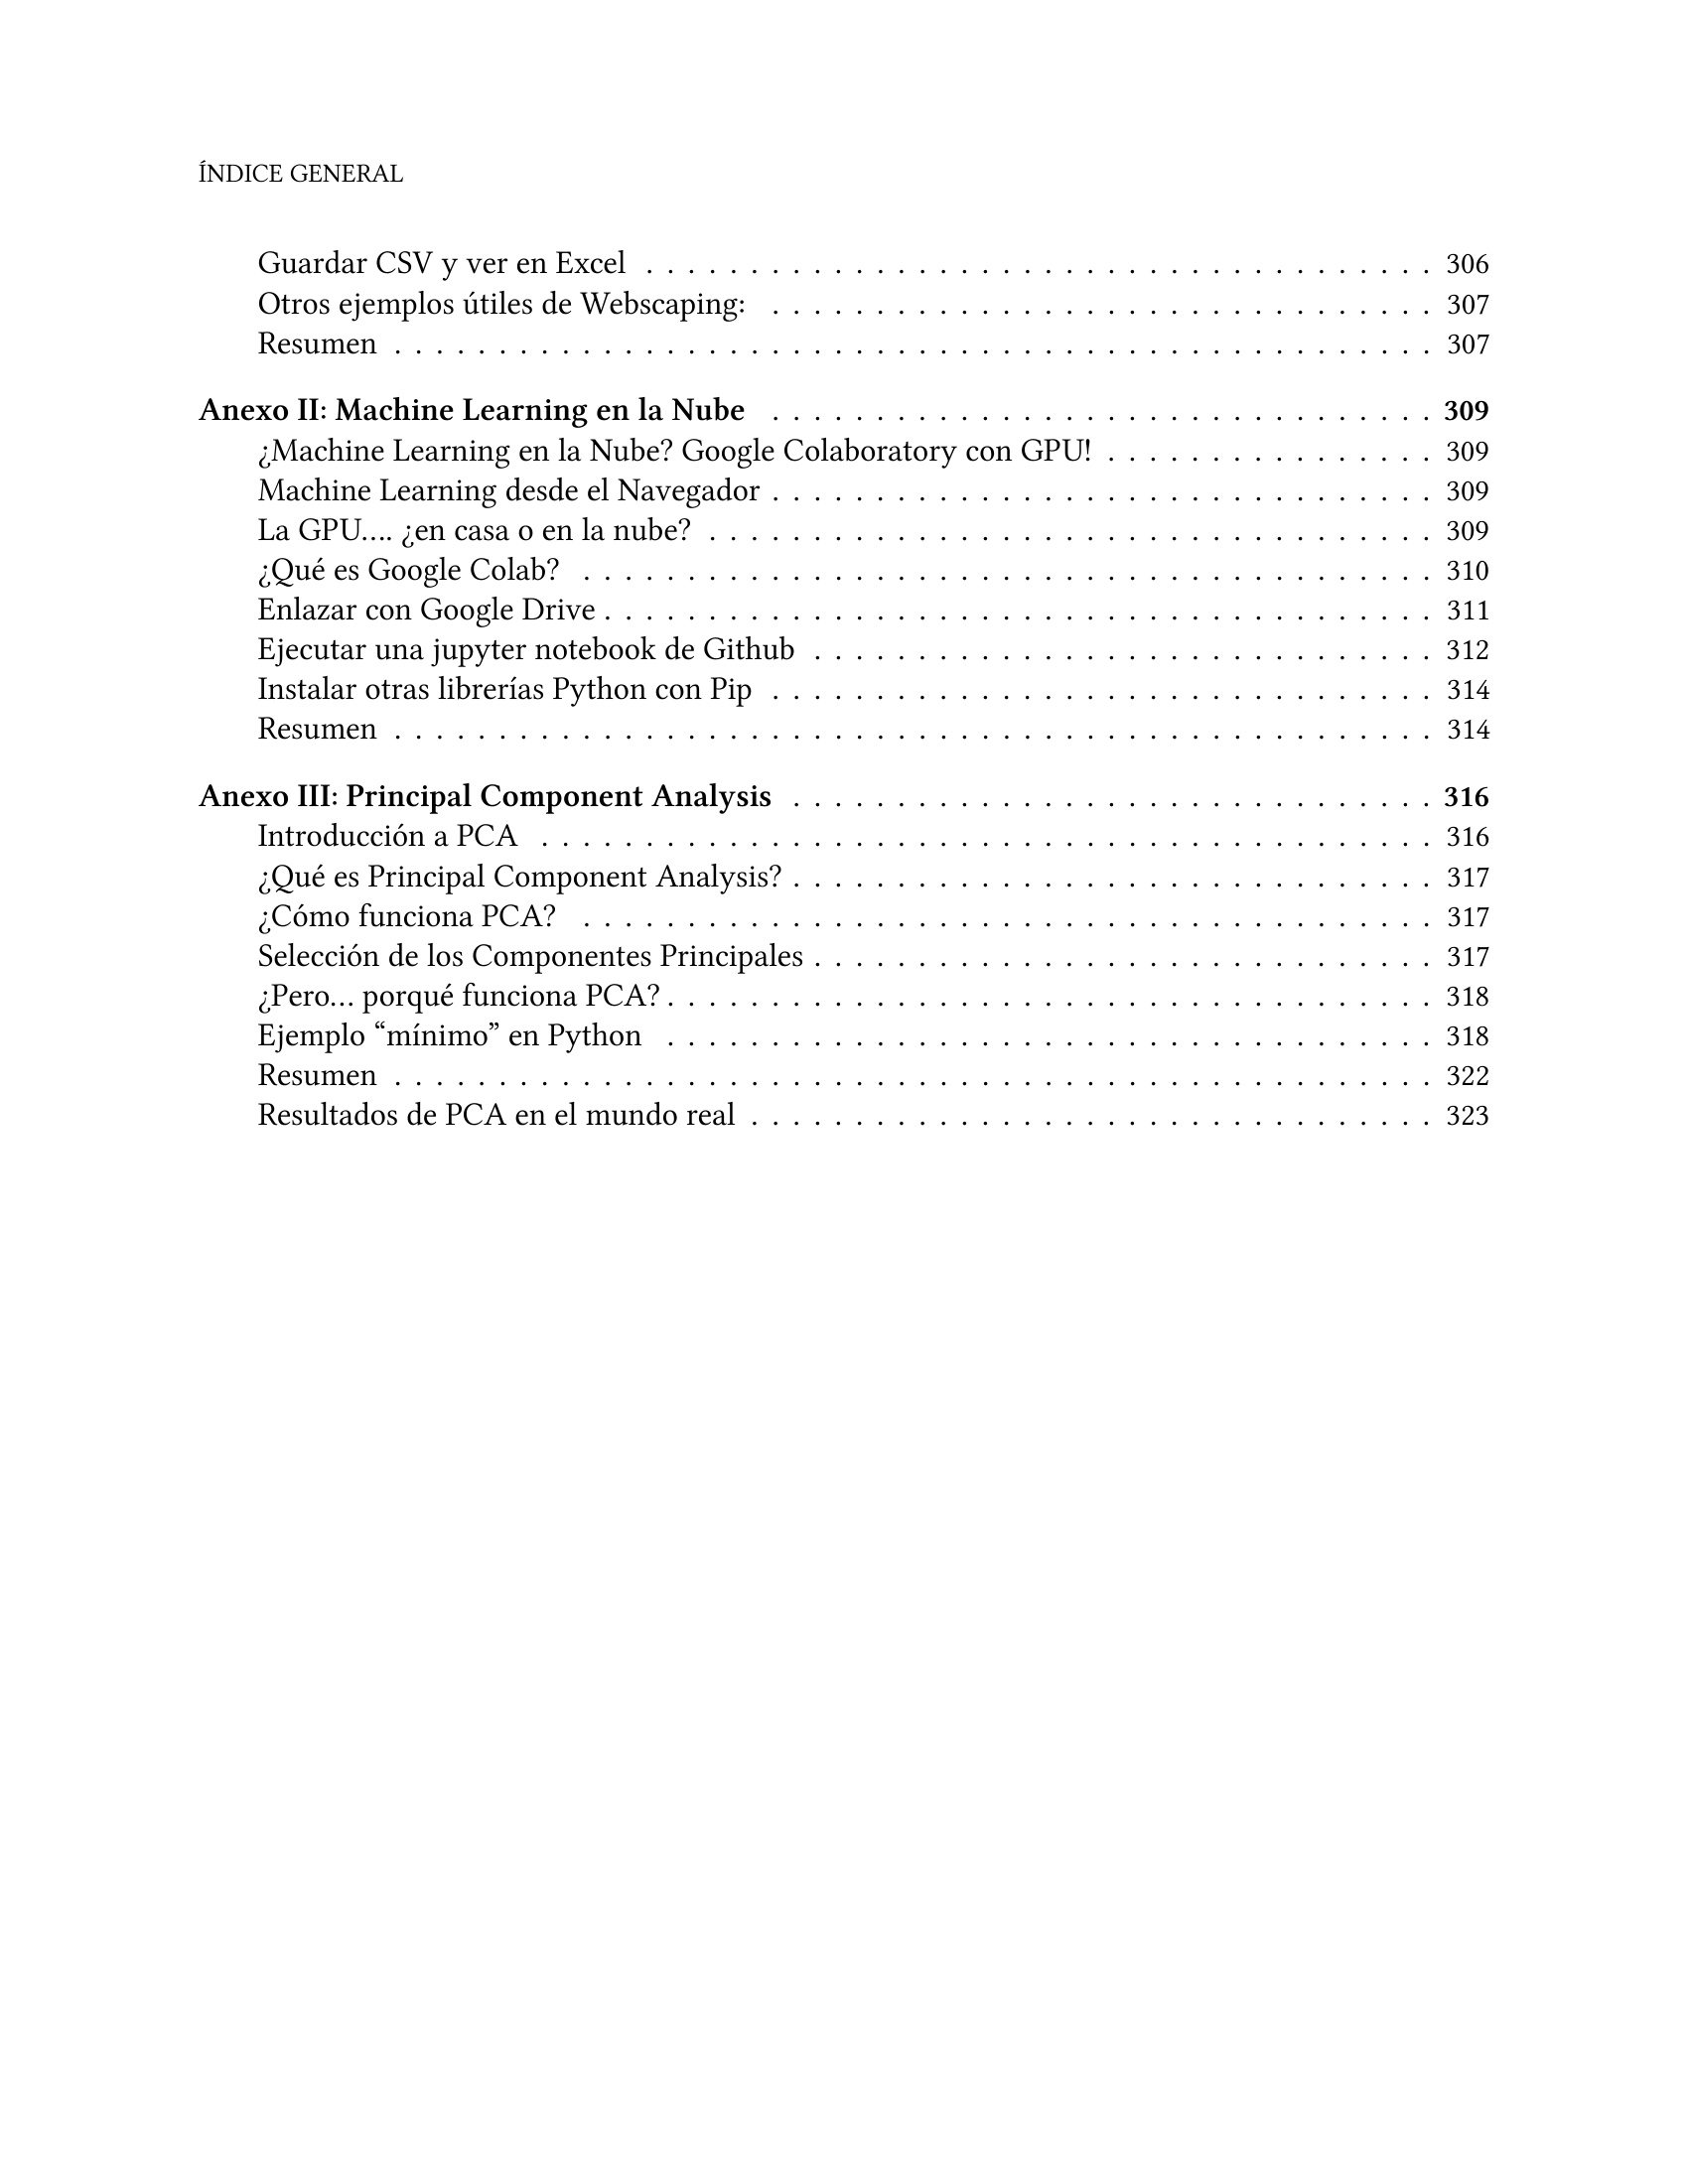 ÍNDICE GENERAL
Guardar CSV y ver en Excel . . . . . . . . . . . . . . . . . . . . . . . . . . . . . . . . . . . . . . 306
Otros ejemplos útiles de Webscaping: . . . . . . . . . . . . . . . . . . . . . . . . . . . . . . . . 307
Resumen . . . . . . . . . . . . . . . . . . . . . . . . . . . . . . . . . . . . . . . . . . . . . . . . . . 307
Anexo II: Machine Learning en la Nube . . . . . . . . . . . . . . . . . . . . . . . . . . . . . . . . 309
¿Machine Learning en la Nube? Google Colaboratory con GPU! . . . . . . . . . . . . . . . . 309
Machine Learning desde el Navegador . . . . . . . . . . . . . . . . . . . . . . . . . . . . . . . . 309
La GPU…. ¿en casa o en la nube? . . . . . . . . . . . . . . . . . . . . . . . . . . . . . . . . . . . 309
¿Qué es Google Colab? . . . . . . . . . . . . . . . . . . . . . . . . . . . . . . . . . . . . . . . . . 310
Enlazar con Google Drive . . . . . . . . . . . . . . . . . . . . . . . . . . . . . . . . . . . . . . . . 311
Ejecutar una jupyter notebook de Github . . . . . . . . . . . . . . . . . . . . . . . . . . . . . . 312
Instalar otras librerías Python con Pip . . . . . . . . . . . . . . . . . . . . . . . . . . . . . . . . 314
Resumen . . . . . . . . . . . . . . . . . . . . . . . . . . . . . . . . . . . . . . . . . . . . . . . . . . 314
Anexo III: Principal Component Analysis . . . . . . . . . . . . . . . . . . . . . . . . . . . . . . . 316
Introducción a PCA . . . . . . . . . . . . . . . . . . . . . . . . . . . . . . . . . . . . . . . . . . . 316
¿Qué es Principal Component Analysis? . . . . . . . . . . . . . . . . . . . . . . . . . . . . . . . 317
¿Cómo funciona PCA? . . . . . . . . . . . . . . . . . . . . . . . . . . . . . . . . . . . . . . . . . 317
Selección de los Componentes Principales . . . . . . . . . . . . . . . . . . . . . . . . . . . . . . 317
¿Pero… porqué funciona PCA? . . . . . . . . . . . . . . . . . . . . . . . . . . . . . . . . . . . . . 318
Ejemplo “mínimo” en Python . . . . . . . . . . . . . . . . . . . . . . . . . . . . . . . . . . . . . 318
Resumen . . . . . . . . . . . . . . . . . . . . . . . . . . . . . . . . . . . . . . . . . . . . . . . . . . 322
Resultados de PCA en el mundo real . . . . . . . . . . . . . . . . . . . . . . . . . . . . . . . . . 323